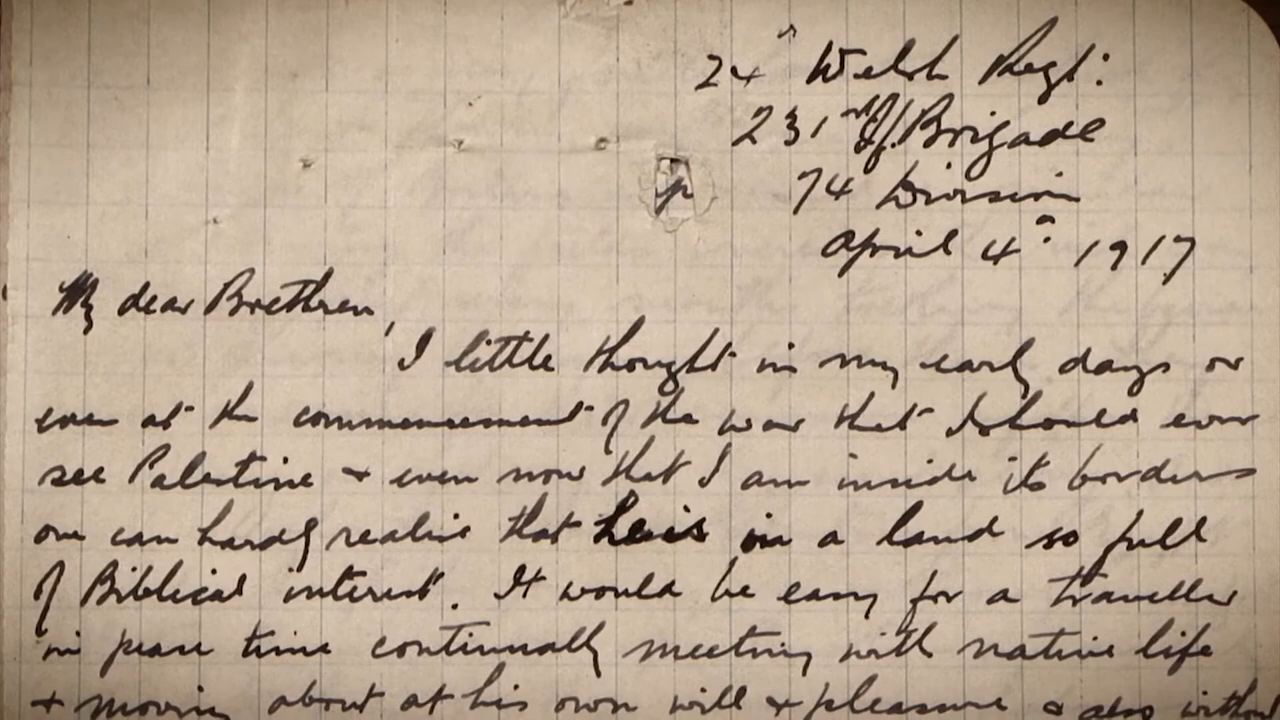 24th Welsh Regt:
231st Inf. Brigade
74 Division
April 4th 1917
My dear Brethren,
I little thought in my early days or
even at the commencement of the war that I should ever
see Palestine & even now that I am inside its borders
one can hardly realise that he is in a land so full
of Biblical interest. It would be easy for a traveller
in peace time continually meeting with native life
& moving about at his own will & pleasure & also without